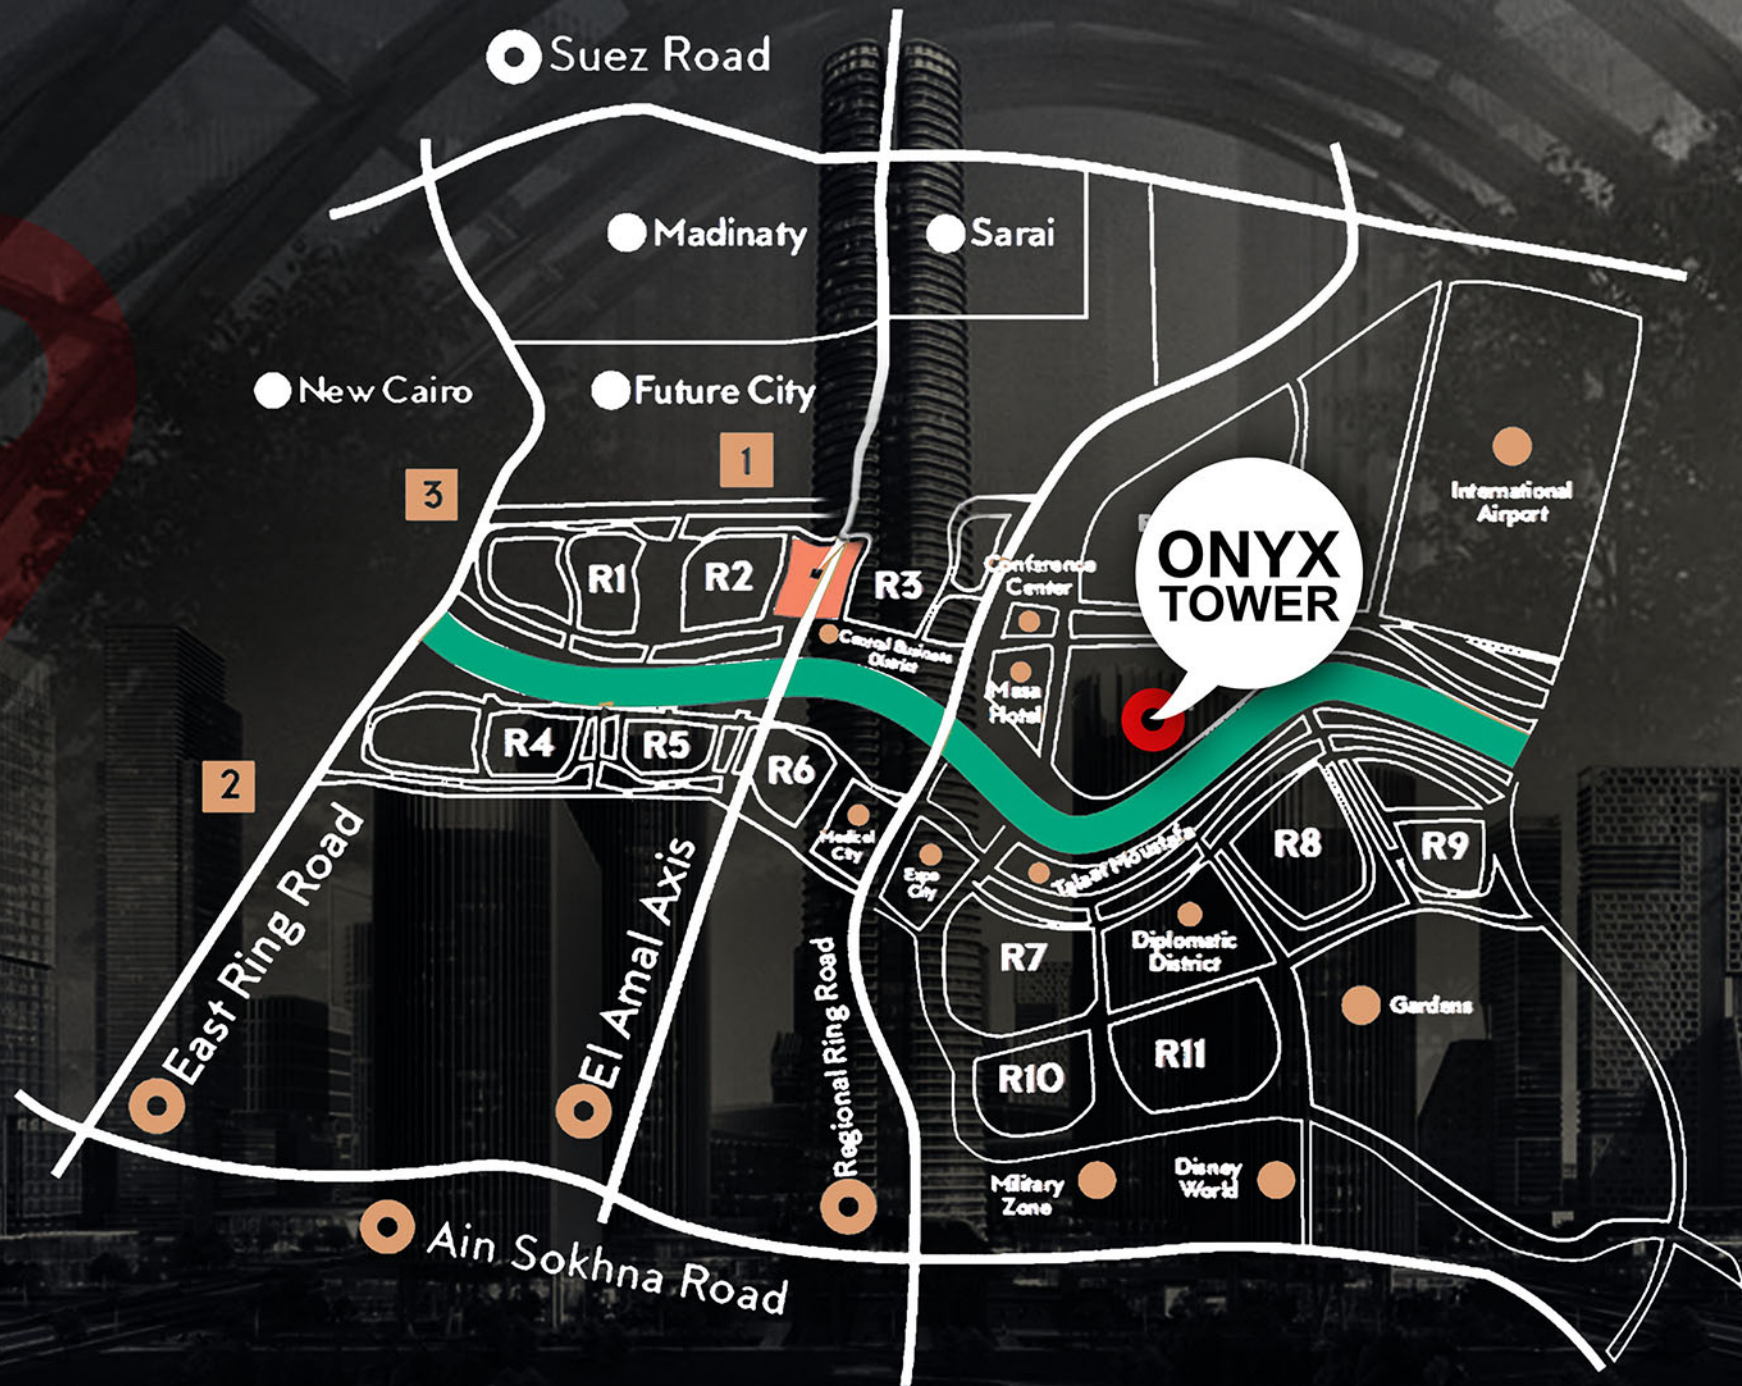 Suez Road
Madinaty
Sarai
New Cairo
Future City
1
3
International
Airport
ONYX
TOWER
R1
R2
R3
Conference
Center
Central Business
District
Masa
Hotel
R4
R5
R6
2
Medical
City
Expo
City
Talaat Moustafa
R8
R9
East Ring Road
El Amal Axis
Regional Ring Road
R7
Diplomatic
District
Gardens
R10
R11
Military
Zone
Disney
World
Ain Sokhna Road